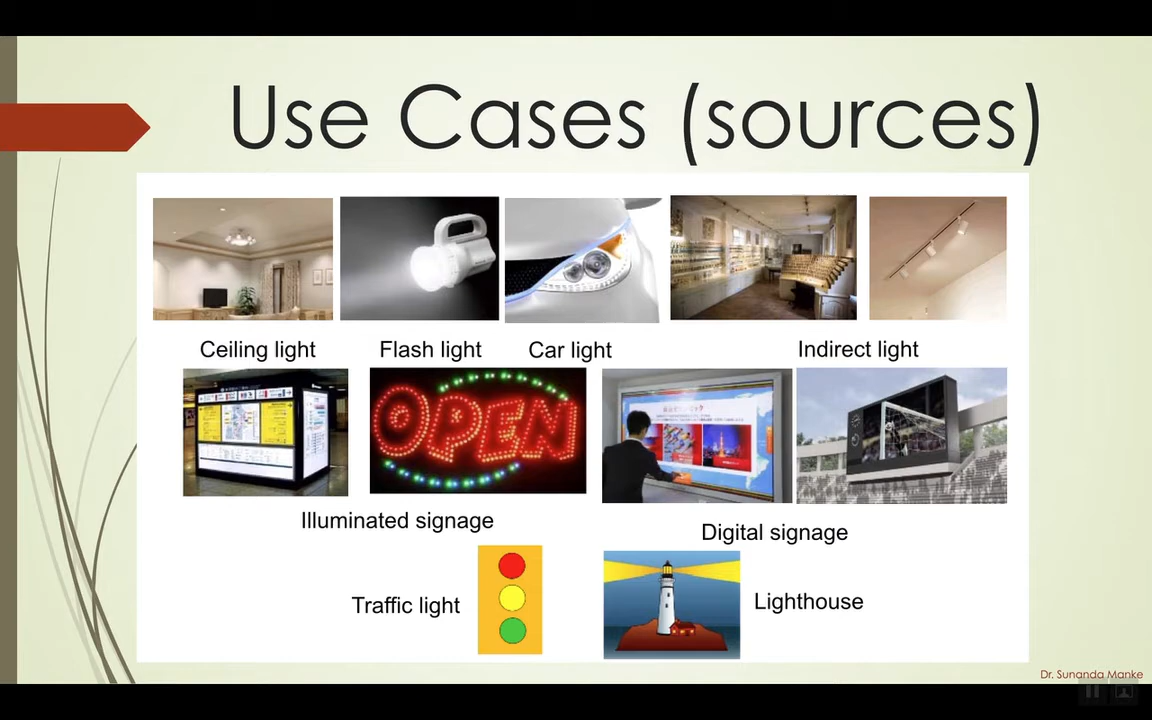 Use Cases (sources)
Ceiling light
Flash light
Car light
Indirect light
OPEN
Illuminated signage
Digital signage
Traffic light
Lighthouse
Dr. Sunanda Manke